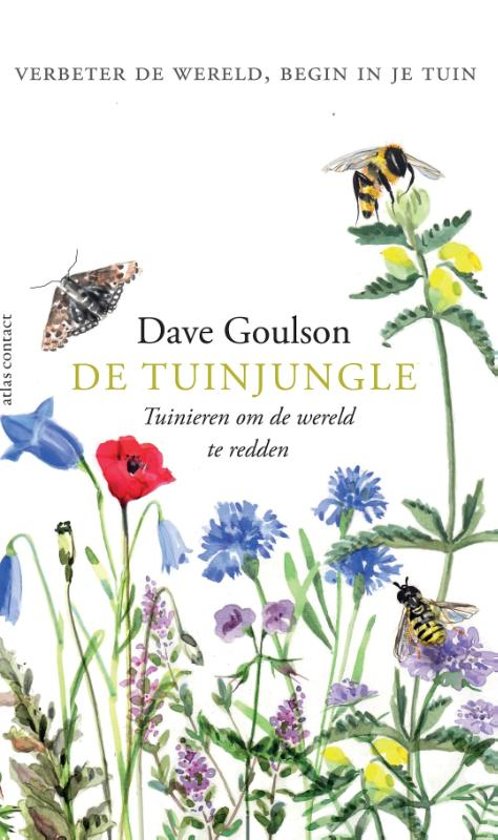 VERBETER DE WERELD, BEGIN IN JE TUIN
Dave Goulson
DE TUINJUNGLE
Tuinieren om de wereld
te redden
atlas contact